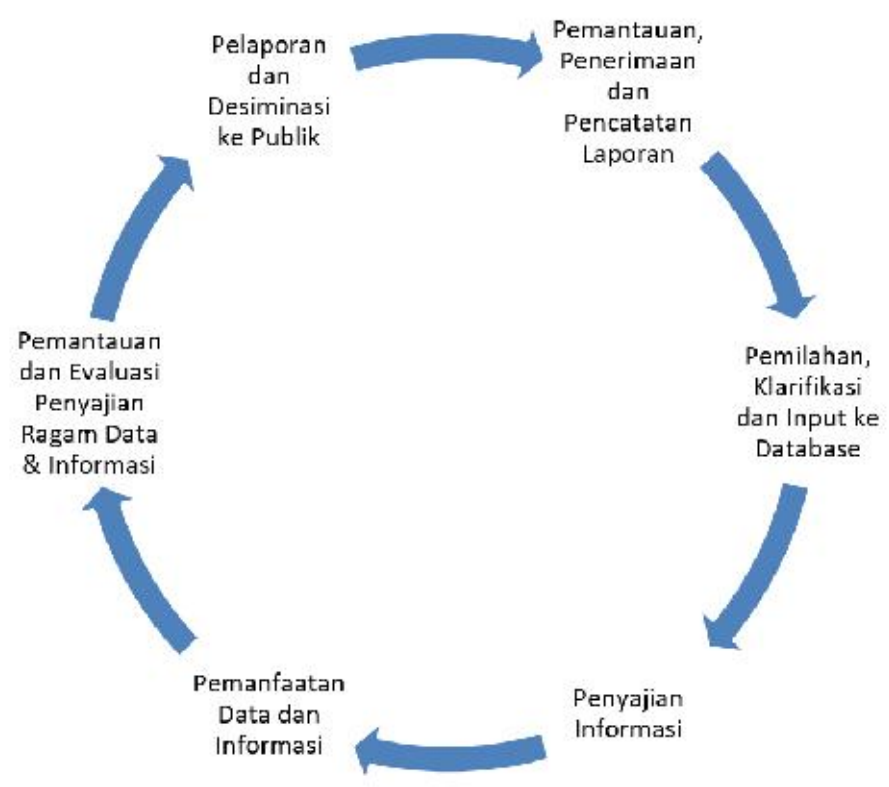 Pelaporan
dan
Desiminasi
ke Publik
Pemantauan,
Penerimaan
dan
Pencatatan
Laporan
Pemilahan,
Klarifikasi
dan Input ke
Database
Penyajian
Informasi
Pemanfaatan
Data dan
Informasi
Pemantauan
dan Evaluasi
Penyajian
Ragam Data
& Informasi